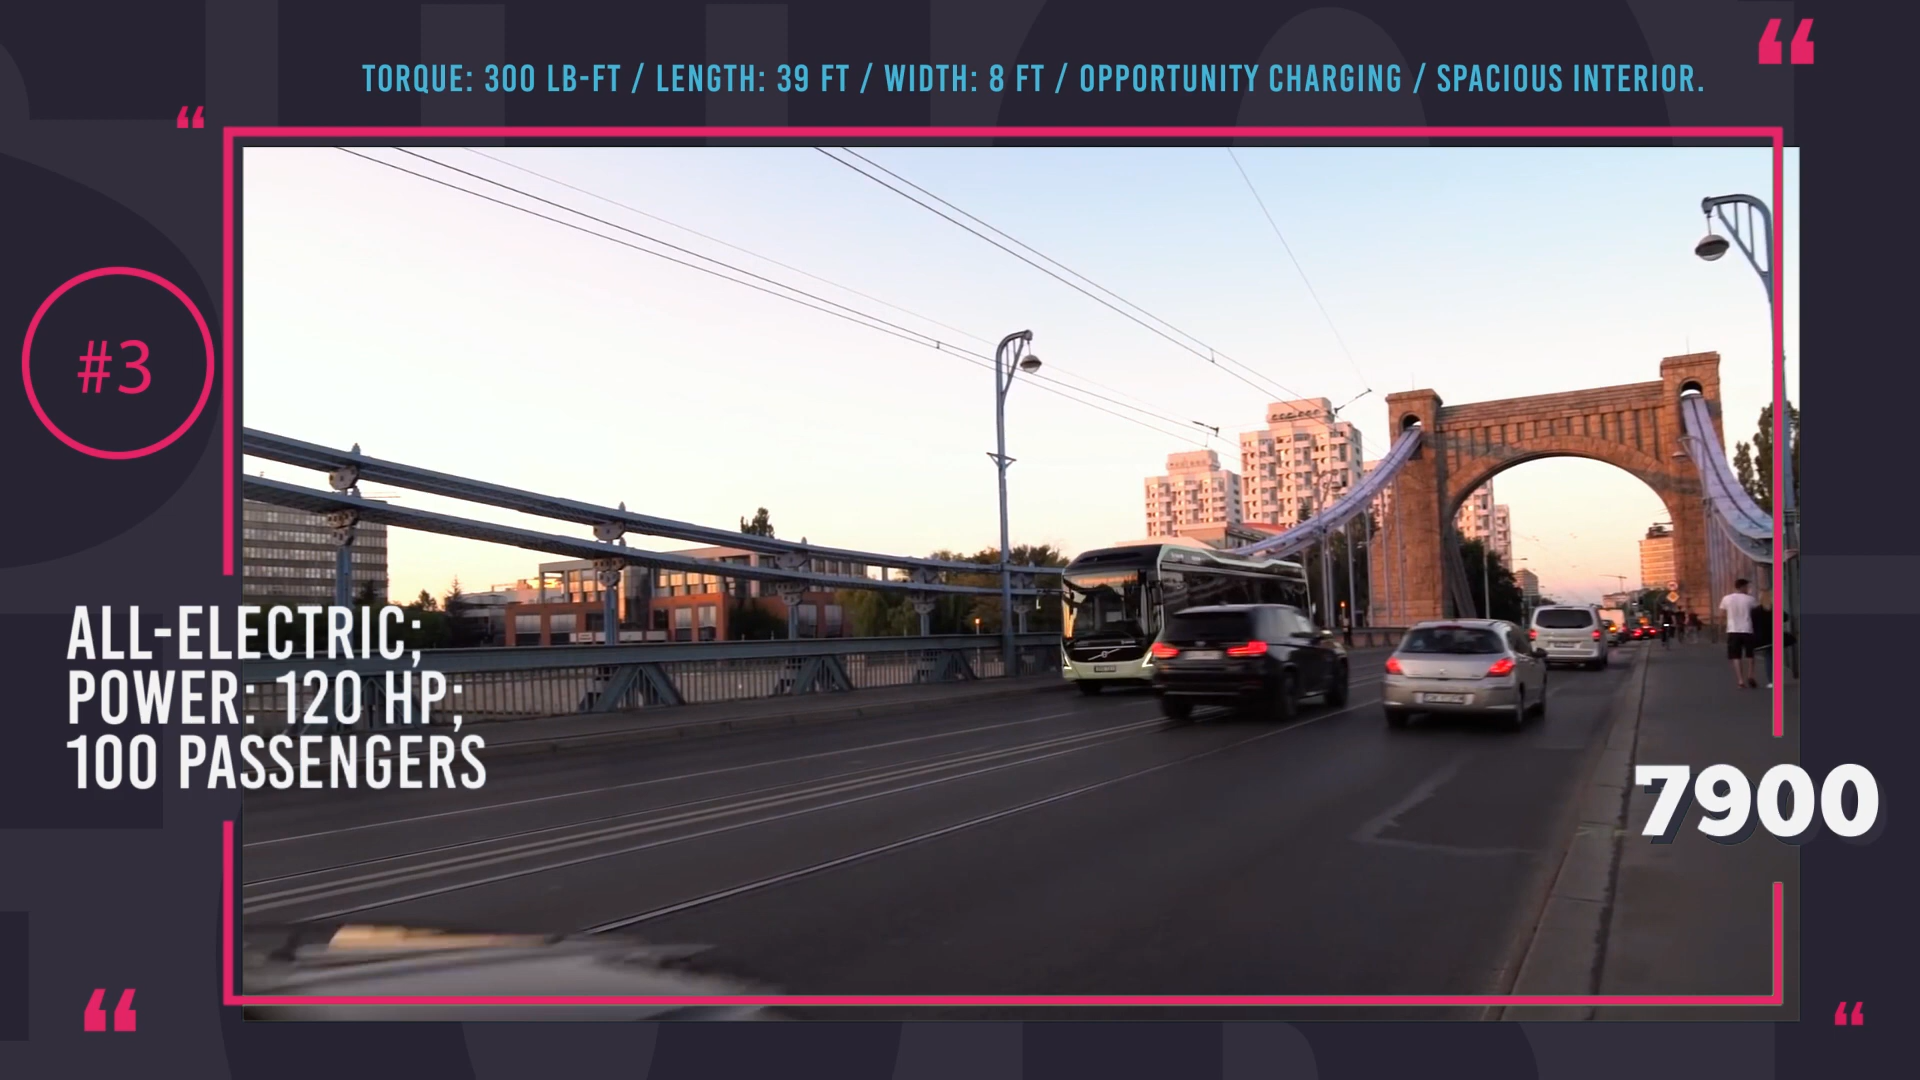 TORQUE: 300 LB-FT / LENGTH: 39 FT / WIDTH: 8 FT / OPPORTUNITY CHARGING / SPACIOUS INTERIOR.
#3
ALL-ELECTRIC;
POWER: 120 HP;
100 PASSENGERS
7900